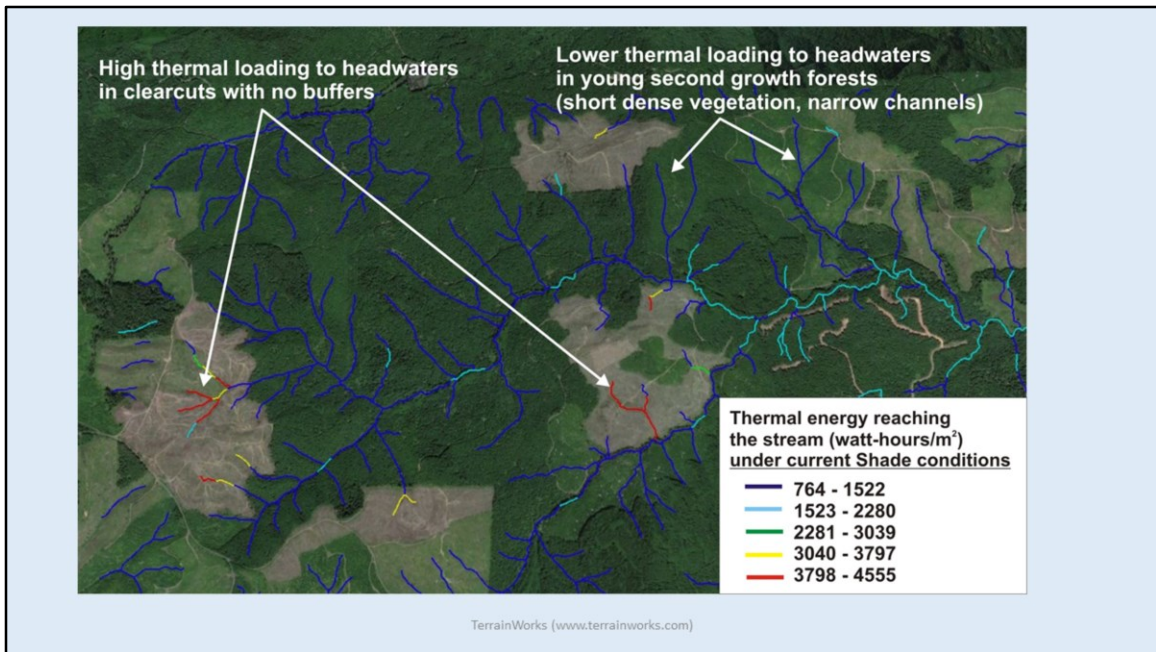 High thermal loading to headwaters
in clearcuts with no buffers
Lower thermal loading to headwaters
in young second growth forests
(short dense vegetation, narrow channels)
Thermal energy reaching
the stream (watt-hours/m²)
under current Shade conditions
764 - 1522
1523 - 2280
2281 - 3039
3040 - 3797
3798 - 4555
TerrainWorks (www.terrainworks.com)